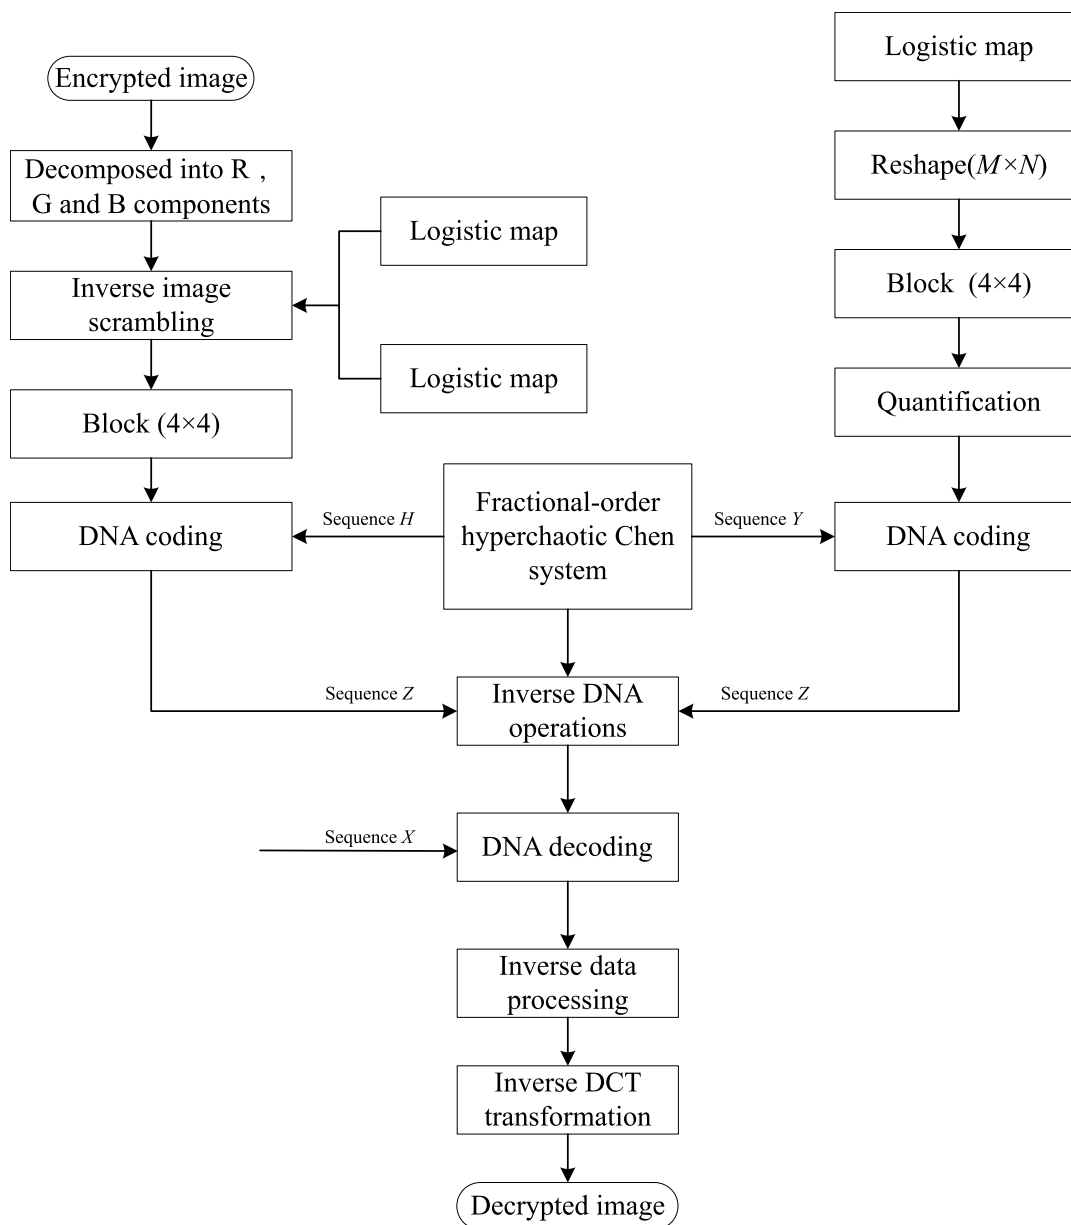 Encrypted image
Decomposed into R ,
G and B components
Inverse image
scrambling
Block (4×4)
DNA coding
Logistic map
Logistic map
Logistic map
Reshape(M×N)
Block (4×4)
Quantification
DNA coding
Sequence H
Fractional-order
hyperchaotic Chen
system
Sequence Y
Sequence Z
Inverse DNA
operations
Sequence Z
Sequence X
DNA decoding
Inverse data
processing
Inverse DCT
transformation
Decrypted image